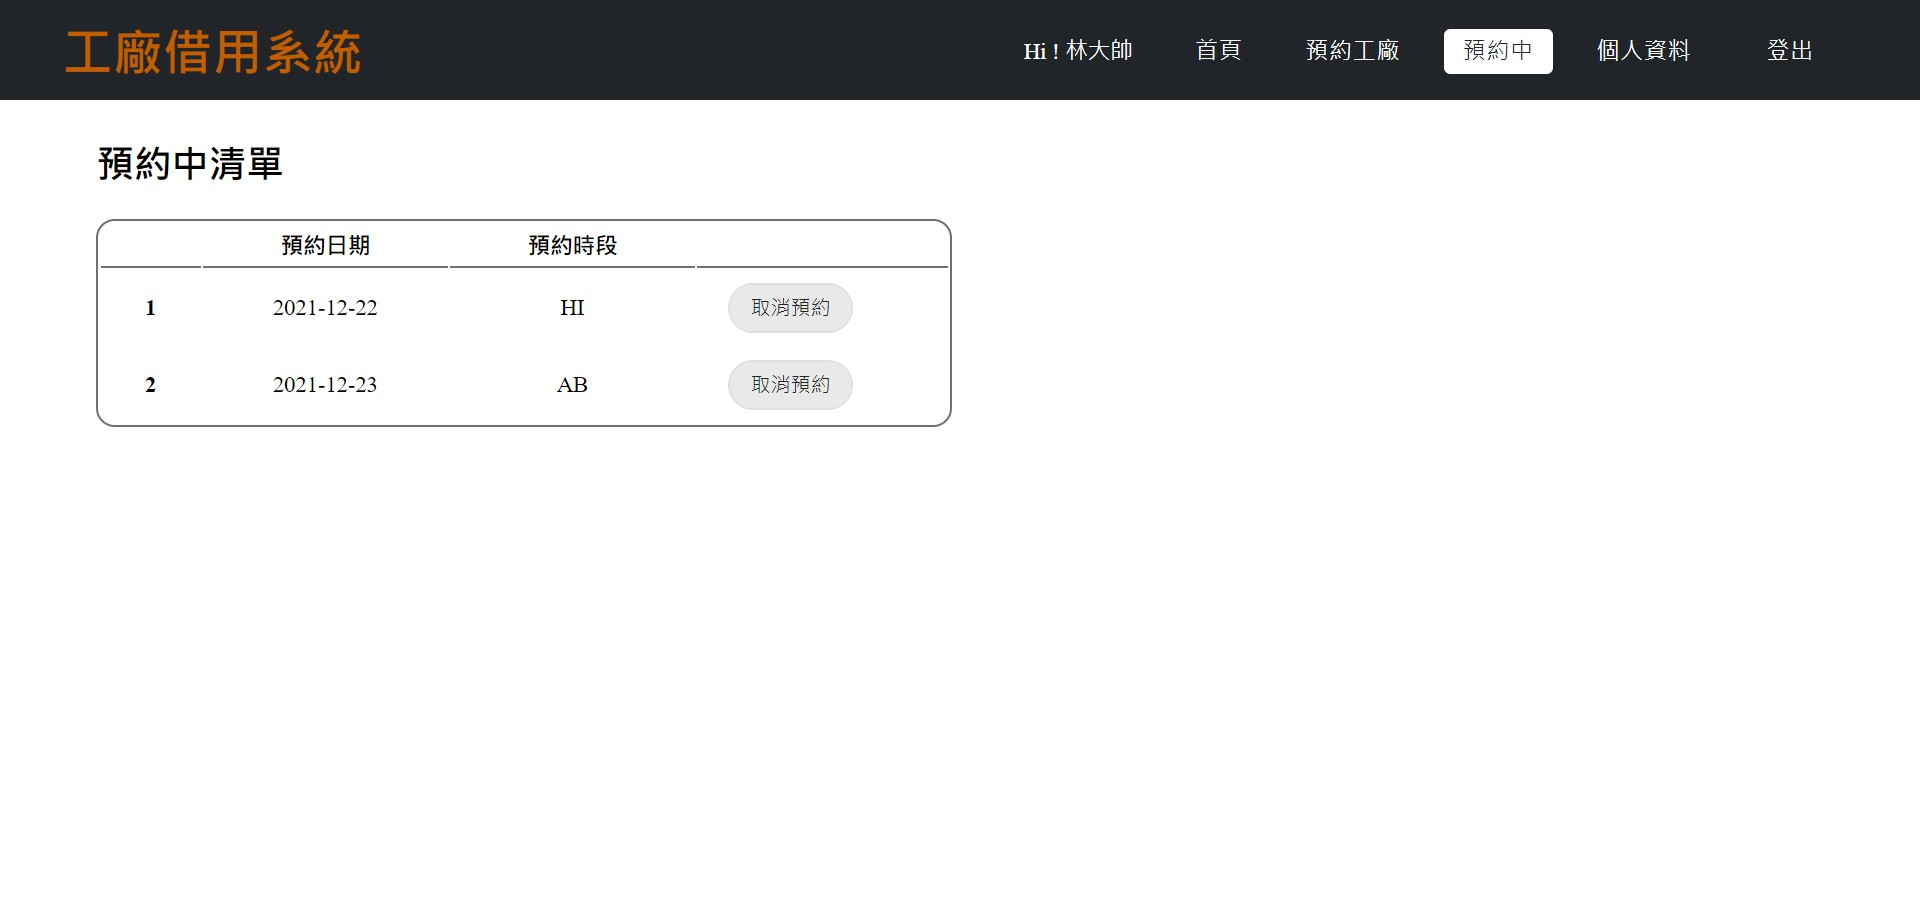 工廠借用系統 Hi ! 林大帥 首頁 預約工廠 預約中 個人資料 登出
預約中清單
預約日期 預約時段
1 2021-12-22 HI 取消預約
2 2021-12-23 AB 取消預約